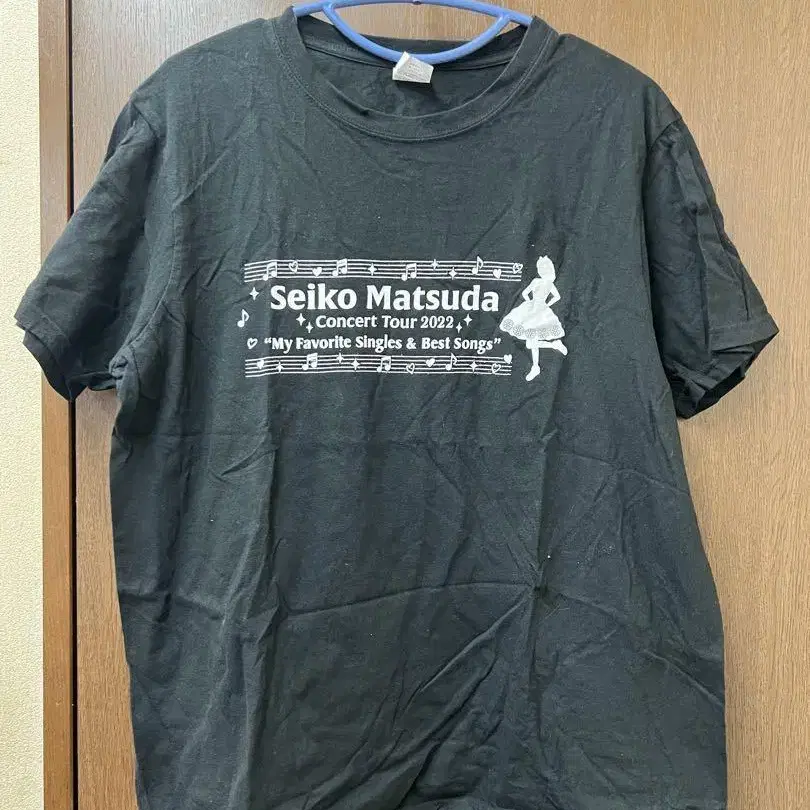 Seiko Matsuda
Concert Tour 2022
"My Favorite Singles & Best Songs"